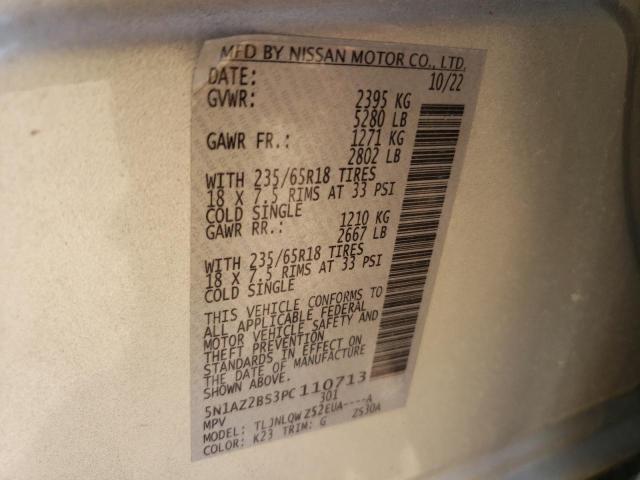 MFD BY NISSAN MOTOR CO., LTD.
DATE: 10/22
GVWR: 2395 KG
5280 LB
GAWR FR.: 1271 KG
2802 LB
WITH 235/65R18 TIRES
18 X 7.5 RIMS AT 33 PSI
COLD SINGLE
GAWR RR.: 1210 KG
2667 LB
WITH 235/65R18 TIRES
18 X 7.5 RIMS AT 33 PSI
COLD SINGLE
THIS VEHICLE CONFORMS TO
ALL APPLICABLE FEDERAL
MOTOR VEHICLE SAFETY AND
THEFT PREVENTION
STANDARDS IN EFFECT ON
THE DATE OF MANUFACTURE
SHOWN ABOVE.
5N1AZ2BS3PC110713
MPV 301
MODEL: TLJNLQWZS2EUA----A
COLOR: K23 TRIM: G ZS30A